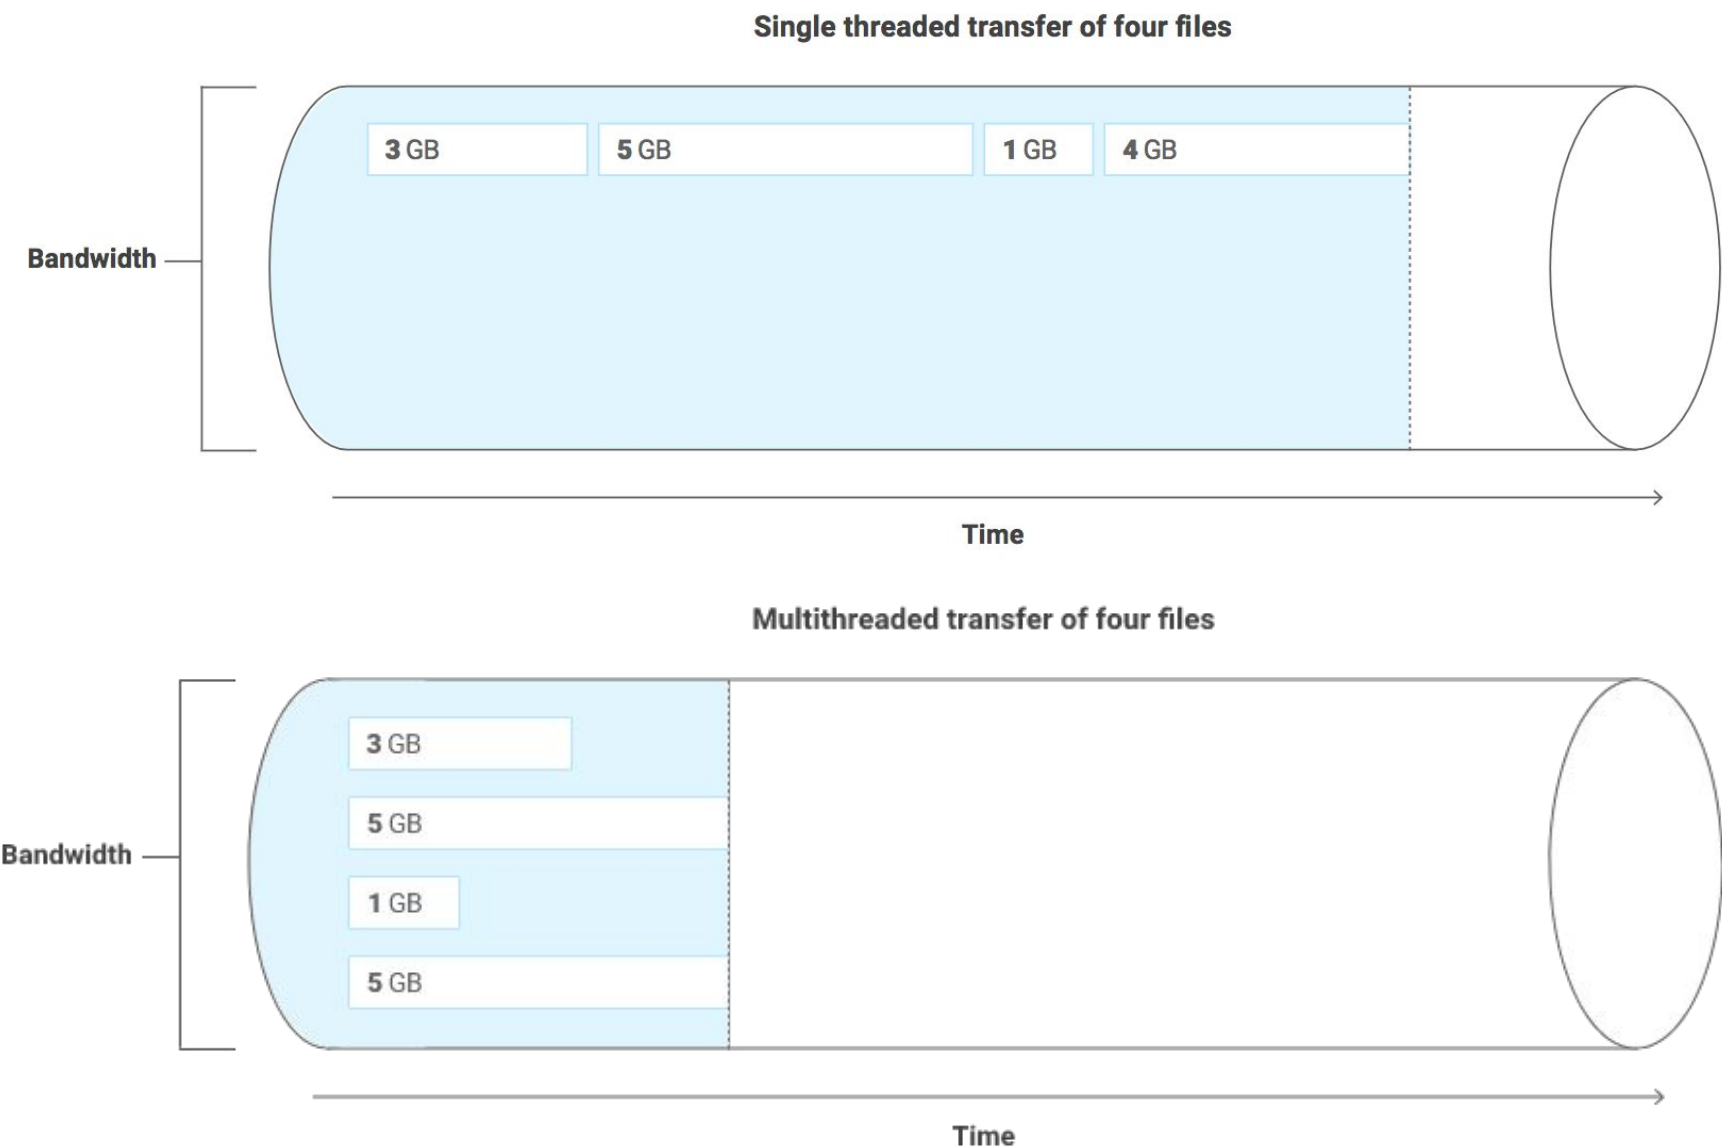 Single threaded transfer of four files
3 GB 5 GB 1 GB 4 GB
Bandwidth
Time
Multithreaded transfer of four files
3 GB
5 GB
Bandwidth
1 GB
5 GB
Time